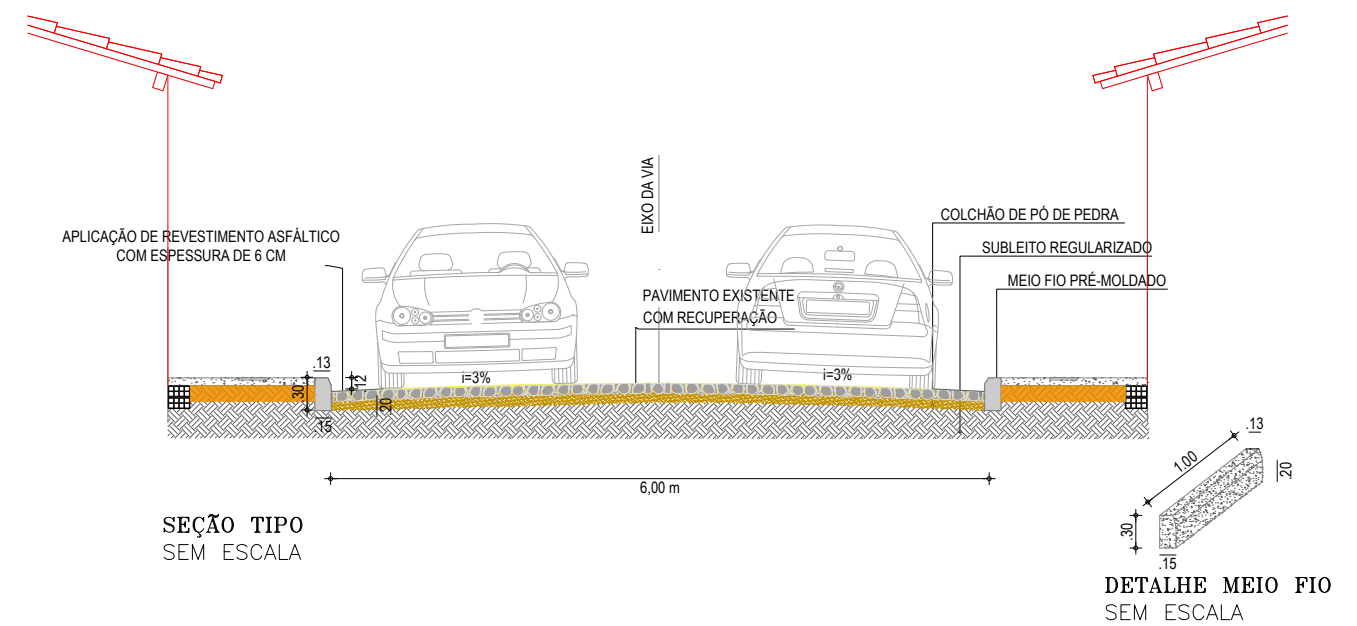 EIXO DA VIA
COLCHÃO DE PÓ DE PEDRA
APLICAÇÃO DE REVESTIMENTO ASFÁLTICO
COM ESPESSURA DE 6 CM
SUBLEITO REGULARIZADO
MEIO FIO PRÉ-MOLDADO
PAVIMENTO EXISTENTE
COM RECUPERAÇÃO
.13
.12
i=3%
i=3%
.30
.20
.15
6,00 m
SEÇÃO TIPO
SEM ESCALA
.13
1.00
.20
.30
.15
DETALHE MEIO FIO
SEM ESCALA